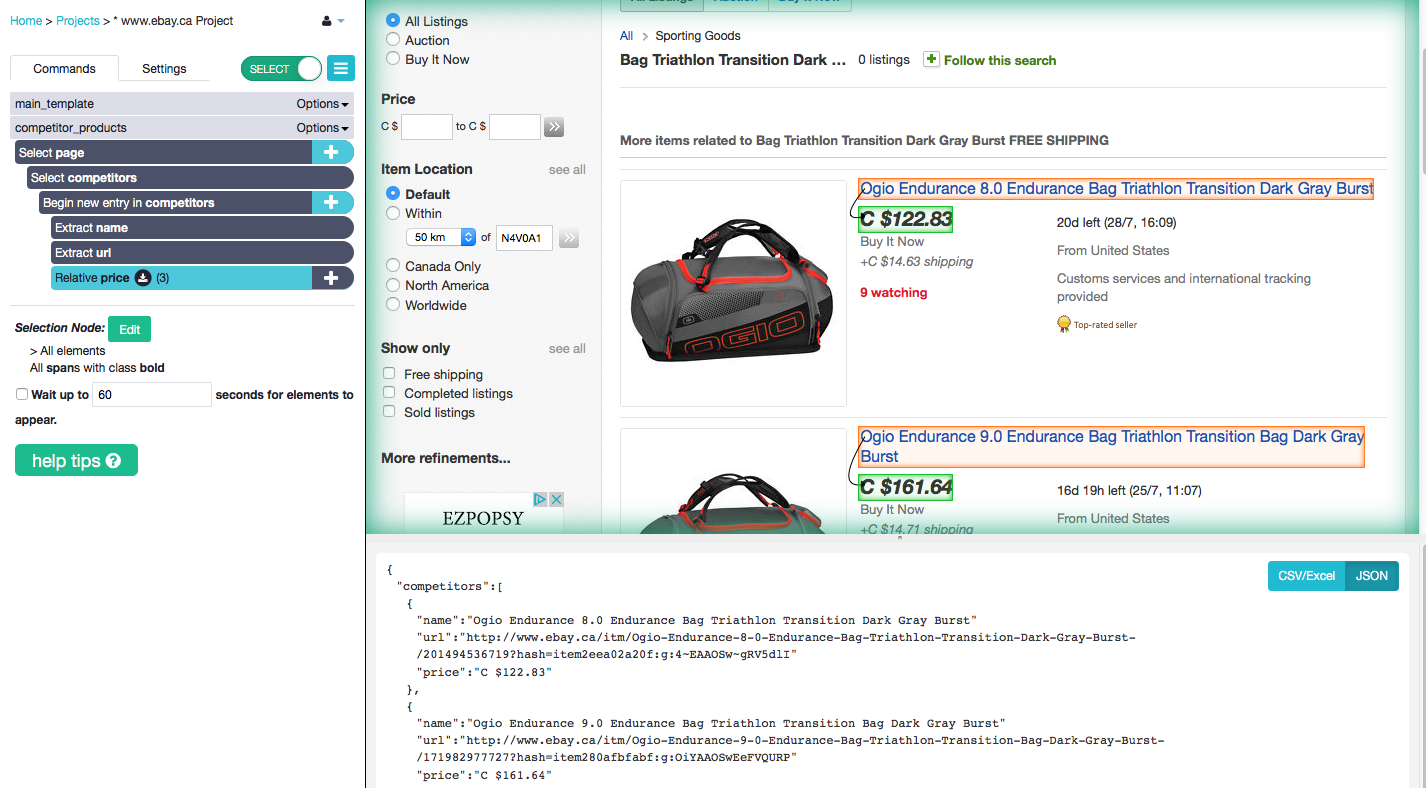 Home > Projects > * www.ebay.ca Project
Commands
Settings
SELECT
main_template
Options
competitor_products
Options
Select page
Select competitors
Begin new entry in competitors
Extract name
Extract url
Relative price (3)
Selection Node: Edit
> All elements
All spans with class bold
Wait up to 60 seconds for elements to
appear.
help tips ?
All Listings
Auction
Buy It Now
Price
C $ to C $
Item Location see all
Default
Within
50 km of N4V0A1
Canada Only
North America
Worldwide
Show only see all
Free shipping
Completed listings
Sold listings
More refinements...
EZPOPSY
All > Sporting Goods
Bag Triathlon Transition Dark ... 0 listings + Follow this search
More items related to Bag Triathlon Transition Dark Gray Burst FREE SHIPPING
Ogio Endurance 8.0 Endurance Bag Triathlon Transition Dark Gray Burst
C $122.83
Buy It Now
+C $14.63 shipping
9 watching
20d left (28/7, 16:09)
From United States
Customs services and international tracking
provided
Top-rated seller
OGIO
Ogio Endurance 9.0 Endurance Bag Triathlon Transition Bag Dark Gray
Burst
C $161.64
Buy It Now
+C $14.71 shipping
16d 19h left (25/7, 11:07)
From United States
CSV/Excel
JSON
{
"competitors":[
{
"name":"Ogio Endurance 8.0 Endurance Bag Triathlon Transition Dark Gray Burst"
"url":"http://www.ebay.ca/itm/Ogio-Endurance-8-0-Endurance-Bag-Triathlon-Transition-Dark-Gray-Burst-
/201494536719?hash=item2eea02a20f:g:4~EAAOSw~gRV5dlI"
"price":"C $122.83"
},
{
"name":"Ogio Endurance 9.0 Endurance Bag Triathlon Transition Bag Dark Gray Burst"
"url":"http://www.ebay.ca/itm/Ogio-Endurance-9-0-Endurance-Bag-Triathlon-Transition-Bag-Dark-Gray-Burst-
/171982977727?hash=item280afbfabf:g:OiYAAOSwEeFVQURP"
"price":"C $161.64"